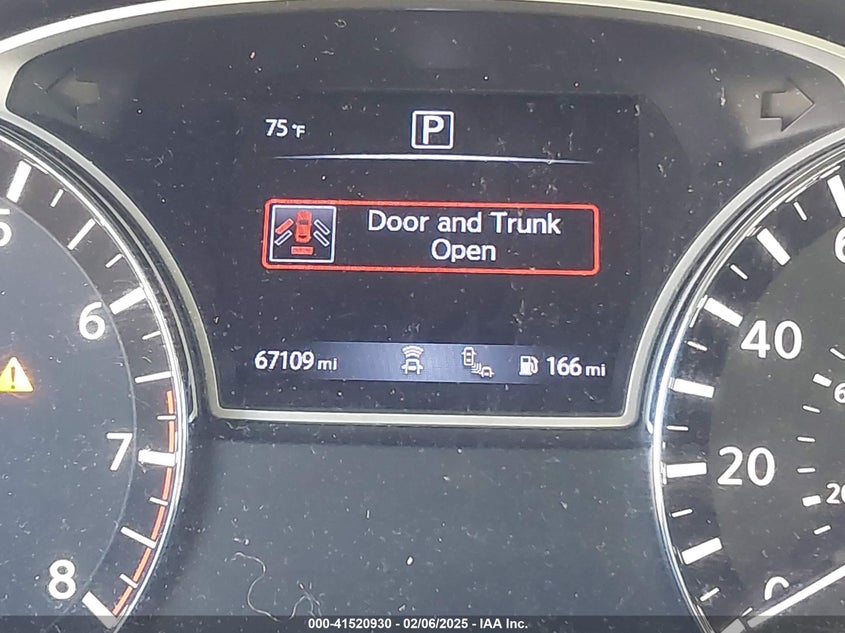 75°F
P
Door and Trunk
Open
67109 mi
166 mi
6
7
8
40
20
0
000-41520930 - 02/06/2025 - IAA Inc.